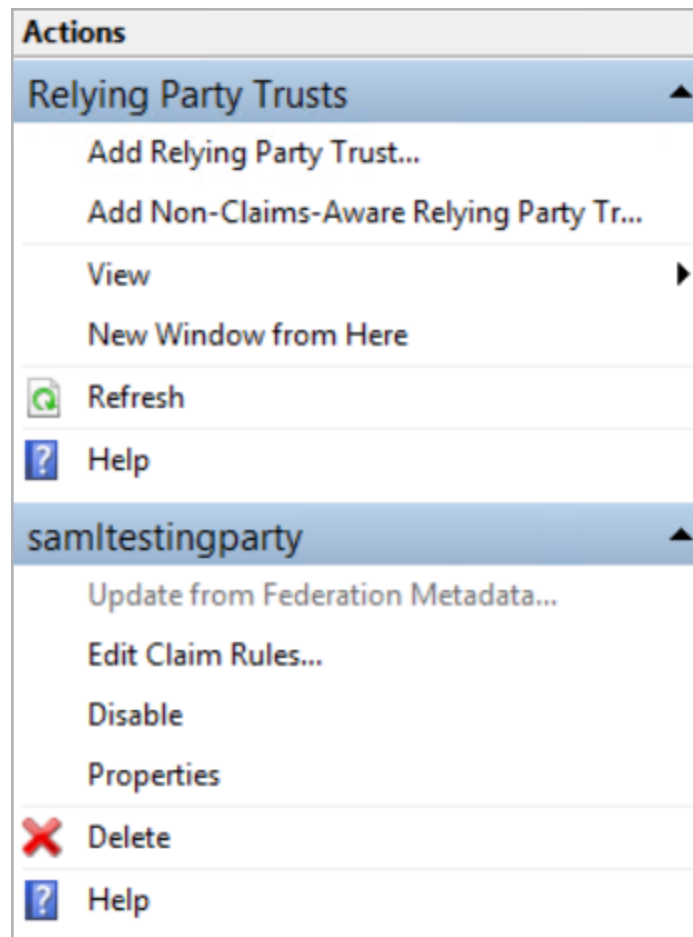 Actions
Relying Party Trusts
Add Relying Party Trust...
Add Non-Claims-Aware Relying Party Tr...
View
New Window from Here
Refresh
Help
samltestingparty
Update from Federation Metadata...
Edit Claim Rules...
Disable
Properties
Delete
Help